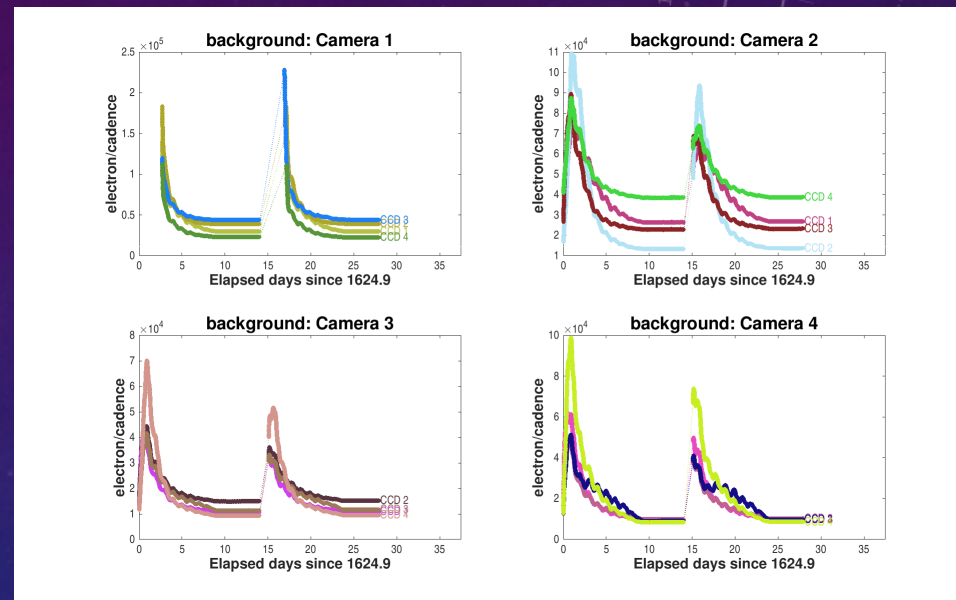 background: Camera 1
×10^5
2.5
2
1.5
1
0.5
0
electron/cadence
CCD 3
CCD 4
0 5 10 15 20 25 30 35
Elapsed days since 1624.9
background: Camera 2
×10^4
11
10
9
8
7
6
5
4
3
2
1
electron/cadence
CCD 4
CCD 1
CCD 3
CCD 2
0 5 10 15 20 25 30 35
Elapsed days since 1624.9
background: Camera 3
×10^4
8
7
6
5
4
3
2
1
0
electron/cadence
CCD 2
CCD 3
CCD 4
0 5 10 15 20 25 30 35
Elapsed days since 1624.9
background: Camera 4
×10^4
10
8
6
4
2
0
electron/cadence
CCD
0 5 10 15 20 25 30 35
Elapsed days since 1624.9